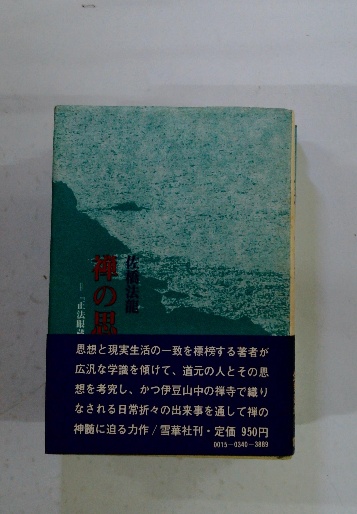 佐橋法龍
禅の思
正法眼蔵
思想と現実生活の一致を標榜する著者が
広汎な学識を傾けて、道元の人とその思
想を考究し、かつ伊豆山中の禅寺で織り
なされる日常折々の出来事を通して禅の
神髄に迫る力作/雪華社刊・定価 950円
0015-0340-3889